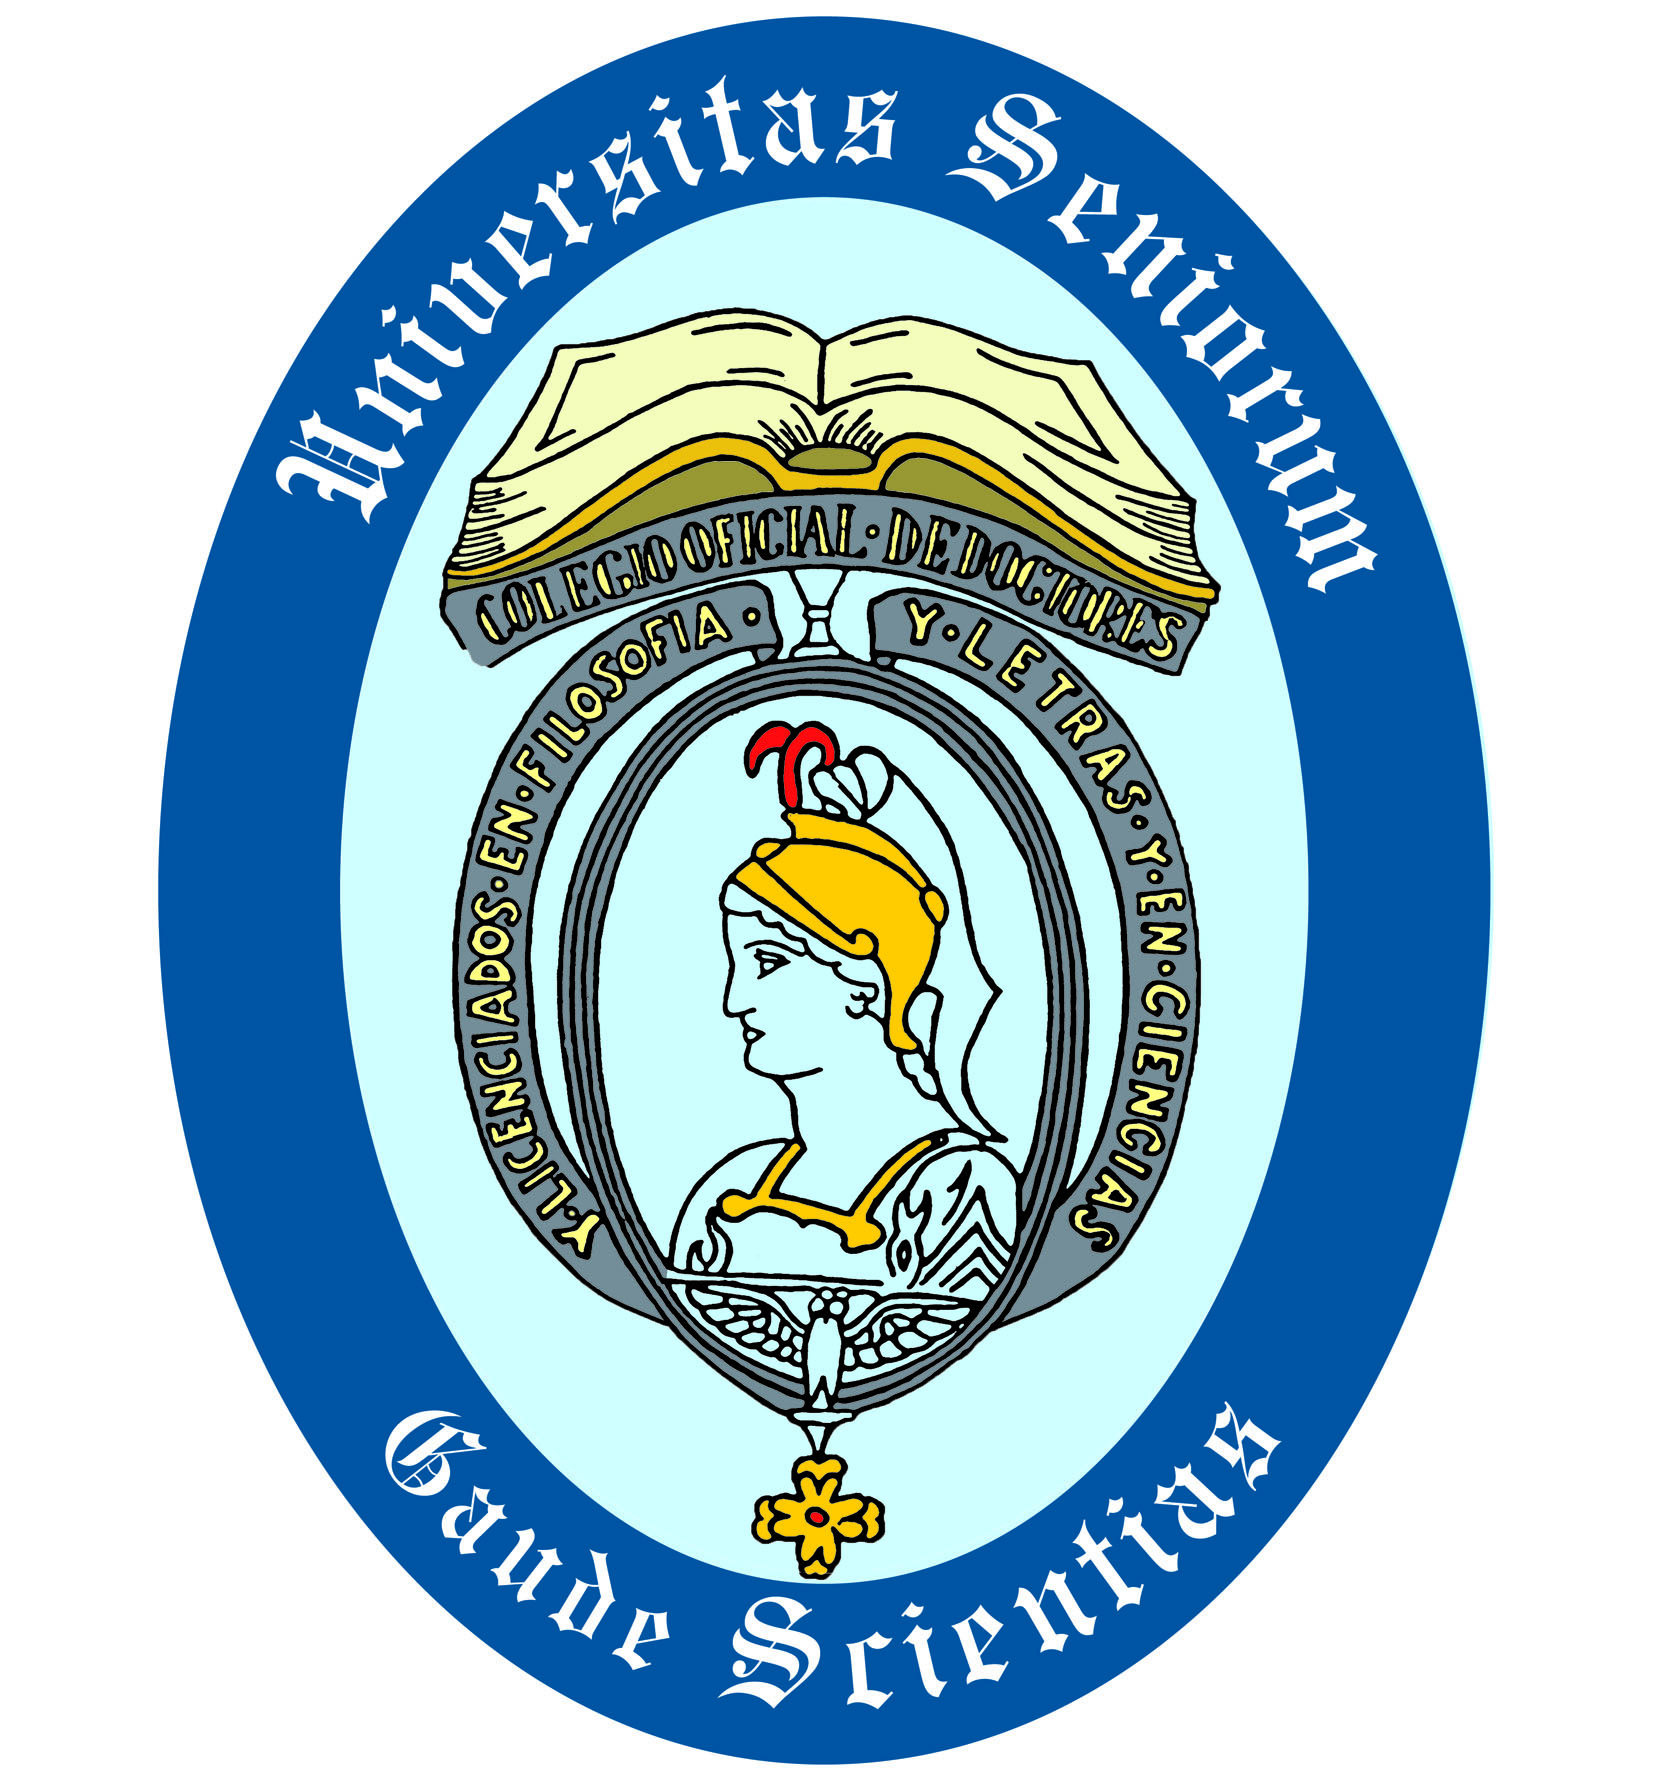 Universitas Seniorum
COLEGIO OFICIAL · DE DOCTORES
Y · LICENCIADOS · EN · FILOSOFIA · Y · LETRAS · Y · EN · CIENCIAS
Gaude Scientias